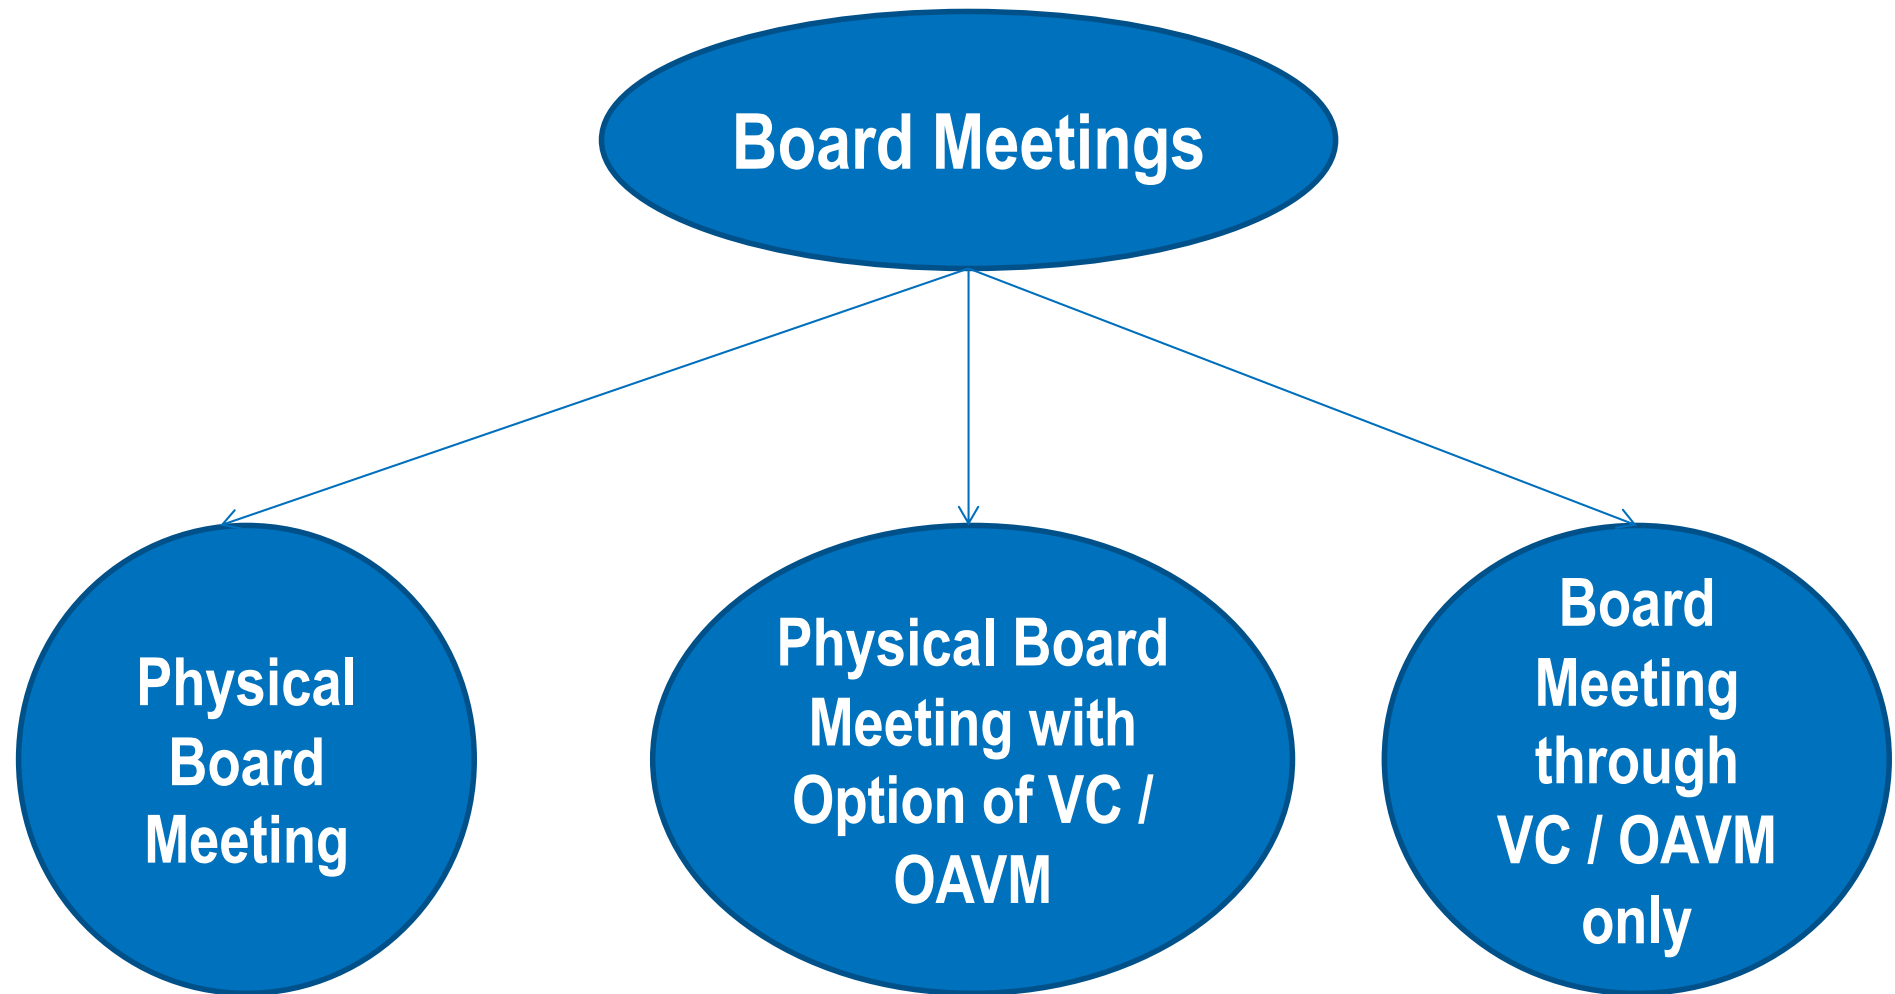 Board Meetings
Physical
Board
Meeting
Physical Board
Meeting with
Option of VC /
OAVM
Board
Meeting
through
VC / OAVM
only